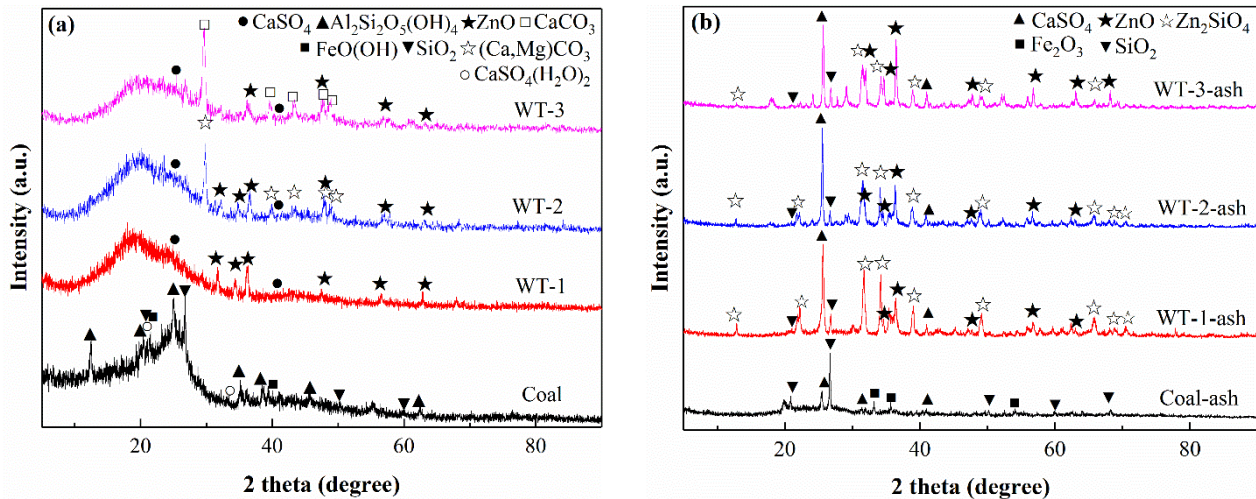 (a)
● CaSO₄ ▲ Al₂Si₂O₅(OH)₄ ★ ZnO □ CaCO₃
■ FeO(OH) ▼ SiO₂ ☆ (Ca,Mg)CO₃
○ CaSO₄(H₂O)₂
WT-3
WT-2
WT-1
Coal
Intensity (a.u.)
20 40 60 80
2 theta (degree)
(b)
▲ CaSO₄ ★ ZnO ☆ Zn₂SiO₄
■ Fe₂O₃ ▼ SiO₂
WT-3-ash
WT-2-ash
WT-1-ash
Coal-ash
Intensity (a.u.)
20 40 60 80
2 theta (degree)